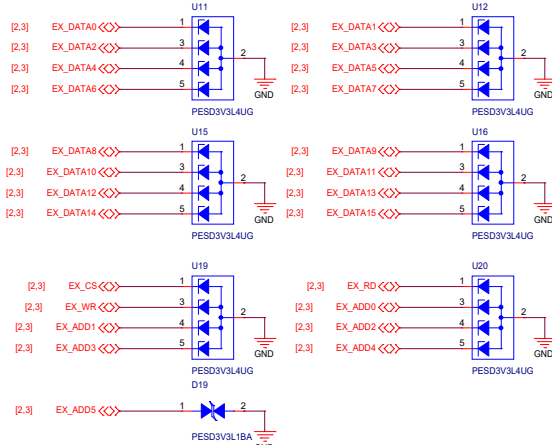 U11
[2,3] EX_DATA0 1
[2,3] EX_DATA2 3 2
[2,3] EX_DATA4 4
[2,3] EX_DATA6 5
GND
PESD3V3L4UG
U12
[2,3] EX_DATA1 1
[2,3] EX_DATA3 3 2
[2,3] EX_DATA5 4
[2,3] EX_DATA7 5
GND
PESD3V3L4UG
U15
[2,3] EX_DATA8 1
[2,3] EX_DATA10 3 2
[2,3] EX_DATA12 4
[2,3] EX_DATA14 5
GND
PESD3V3L4UG
U16
[2,3] EX_DATA9 1
[2,3] EX_DATA11 3 2
[2,3] EX_DATA13 4
[2,3] EX_DATA15 5
GND
PESD3V3L4UG
U19
[2,3] EX_CS 1
[2,3] EX_WR 3 2
[2,3] EX_ADD1 4
[2,3] EX_ADD3 5
GND
PESD3V3L4UG
U20
[2,3] EX_RD 1
[2,3] EX_ADD0 3 2
[2,3] EX_ADD2 4
[2,3] EX_ADD4 5
GND
PESD3V3L4UG
D19
[2,3] EX_ADD5 1 2
PESD3V3L1BA